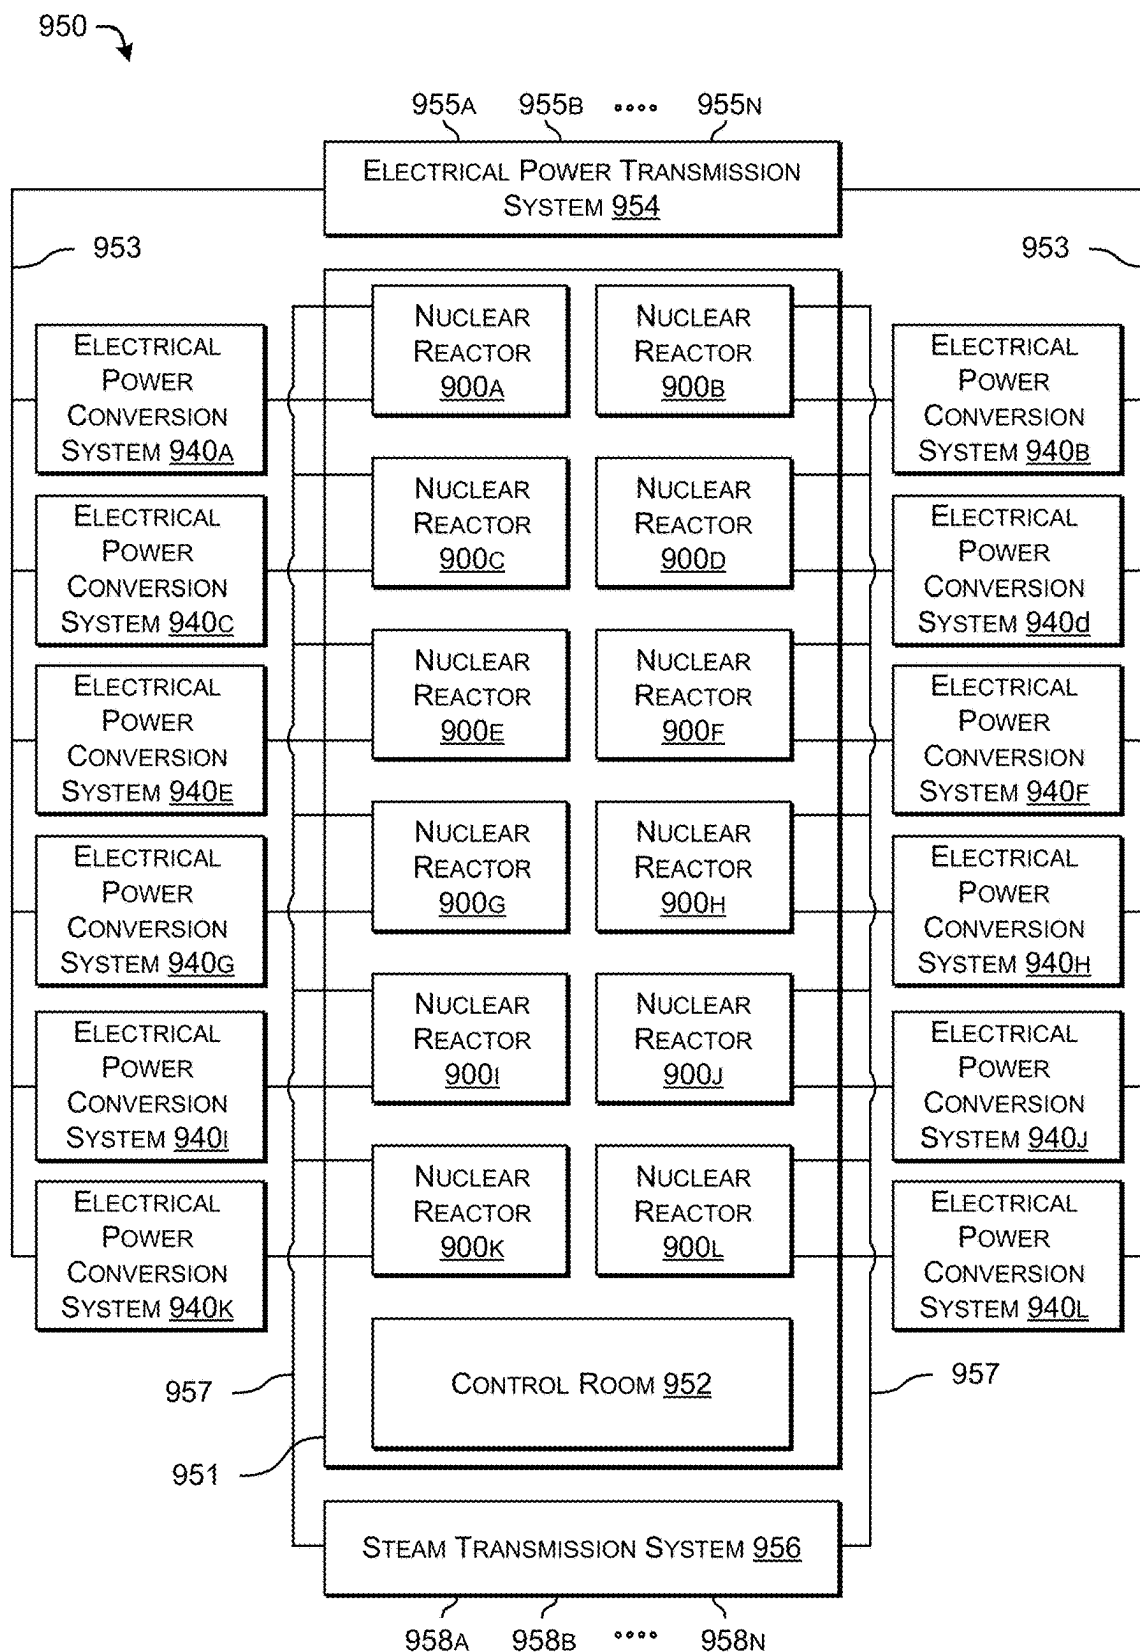 950
955A 955B 955N
ELECTRICAL POWER TRANSMISSION
SYSTEM 954
953
953
ELECTRICAL
POWER
CONVERSION
SYSTEM 940A
NUCLEAR
REACTOR
900A
NUCLEAR
REACTOR
900B
ELECTRICAL
POWER
CONVERSION
SYSTEM 940B
ELECTRICAL
POWER
CONVERSION
SYSTEM 940C
NUCLEAR
REACTOR
900C
NUCLEAR
REACTOR
900D
ELECTRICAL
POWER
CONVERSION
SYSTEM 940d
ELECTRICAL
POWER
CONVERSION
SYSTEM 940E
NUCLEAR
REACTOR
900E
NUCLEAR
REACTOR
900F
ELECTRICAL
POWER
CONVERSION
SYSTEM 940F
ELECTRICAL
POWER
CONVERSION
SYSTEM 940G
NUCLEAR
REACTOR
900G
NUCLEAR
REACTOR
900H
ELECTRICAL
POWER
CONVERSION
SYSTEM 940H
ELECTRICAL
POWER
CONVERSION
SYSTEM 940I
NUCLEAR
REACTOR
900I
NUCLEAR
REACTOR
900J
ELECTRICAL
POWER
CONVERSION
SYSTEM 940J
ELECTRICAL
POWER
CONVERSION
SYSTEM 940K
NUCLEAR
REACTOR
900K
NUCLEAR
REACTOR
900L
ELECTRICAL
POWER
CONVERSION
SYSTEM 940L
957
CONTROL ROOM 952
957
951
STEAM TRANSMISSION SYSTEM 956
958A 958B 958N